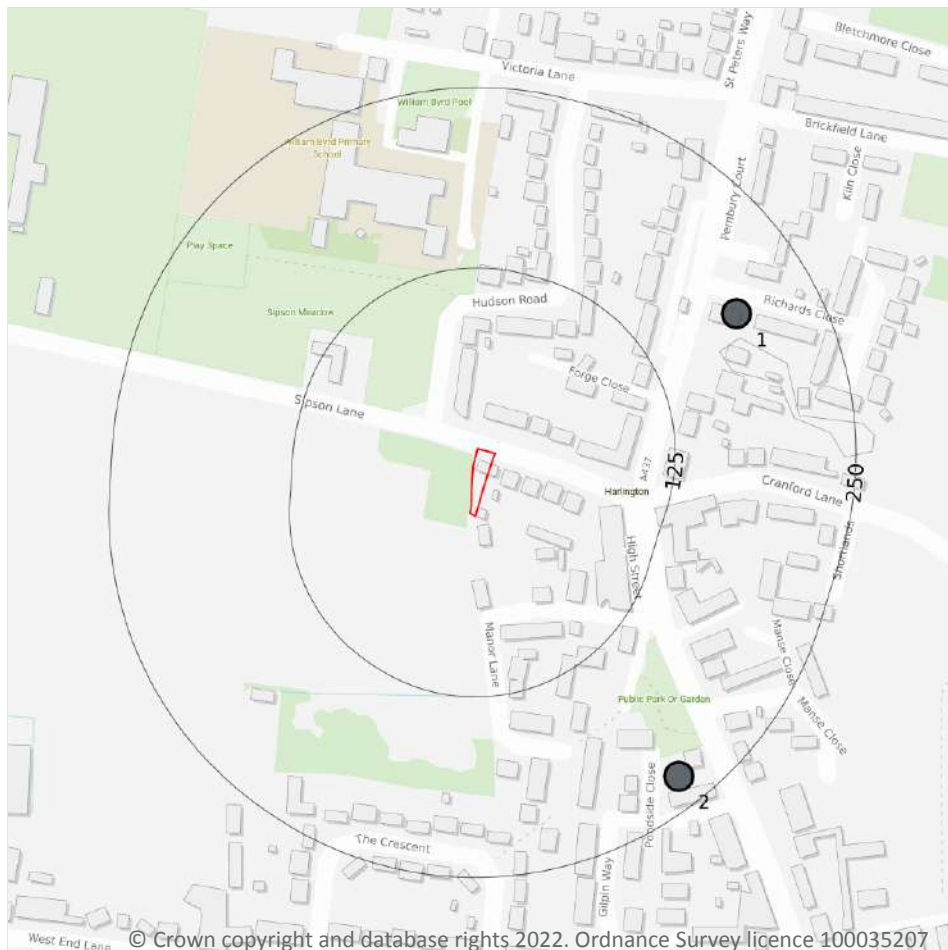 Bletchmore Close
St Peters Way
Victoria Lane
William Byrd Pool
Brickfield Lane
William Byrd Primary
School
Kiln Close
Pembury Court
Play Space
Hudson Road
Richards Close
Sipson Meadow
1
Forge Close
Sipson Lane
A437
125
250
Harlington
Cranford Lane
High Street
Shortlands
Manor Lane
Manse Close
Public Park Or Garden
Manse Close
2
Pondside Close
The Crescent
Gilpin Way
West End Lane
© Crown copyright and database rights 2022. Ordnance Survey licence 100035207